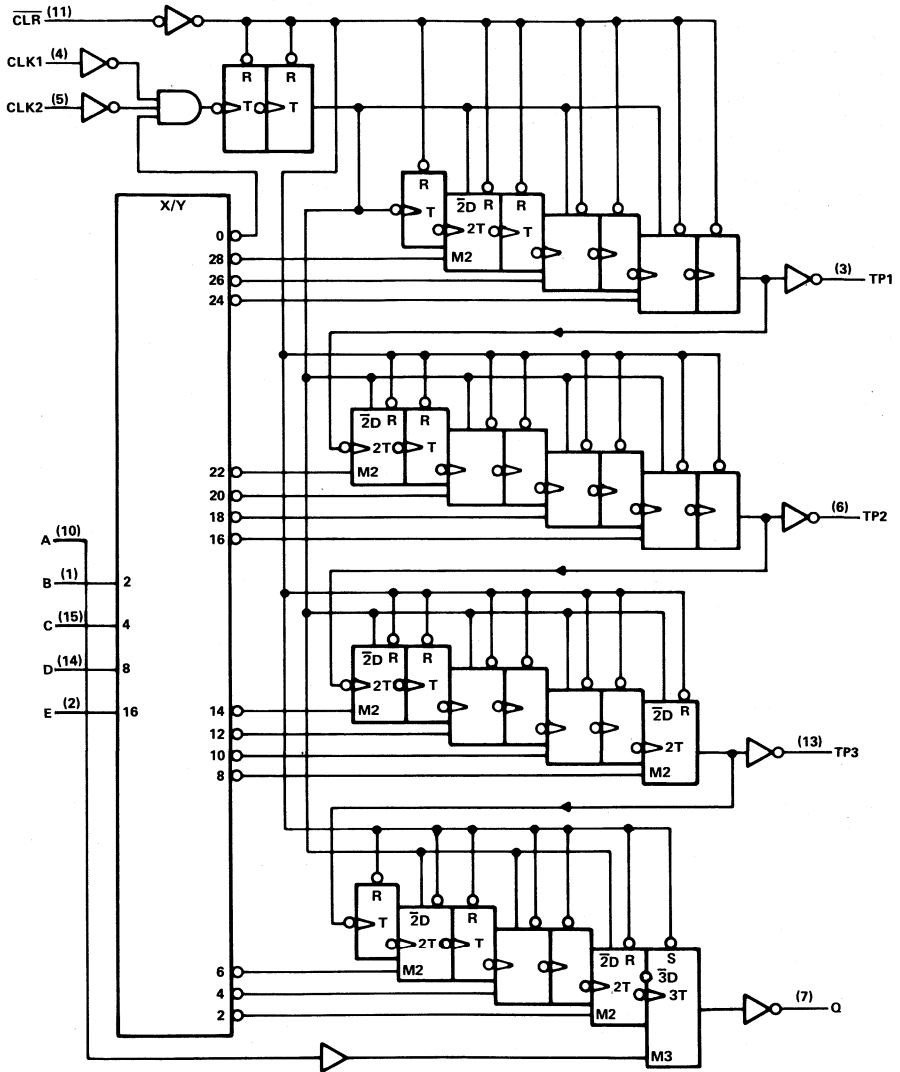 CLR (11)
R R
CLK1 (4)
CLK2 (5)
T T
R
2D R R
T
2T T
M2
X/Y
0
28
26
24
(3)
TP1
2D R R
2T T
M2
22
20
18
16
(6)
TP2
A (10)
B (1) 2
C (15) 4
D (14) 8
E (2) 16
2D R R
2T T
M2
14
12
10
8
2D R
2T
M2
(13)
TP3
R
T
2D R
2T T
M2
6
4
2
2D R S
3D
2T 3T
M2
M3
(7)
Q